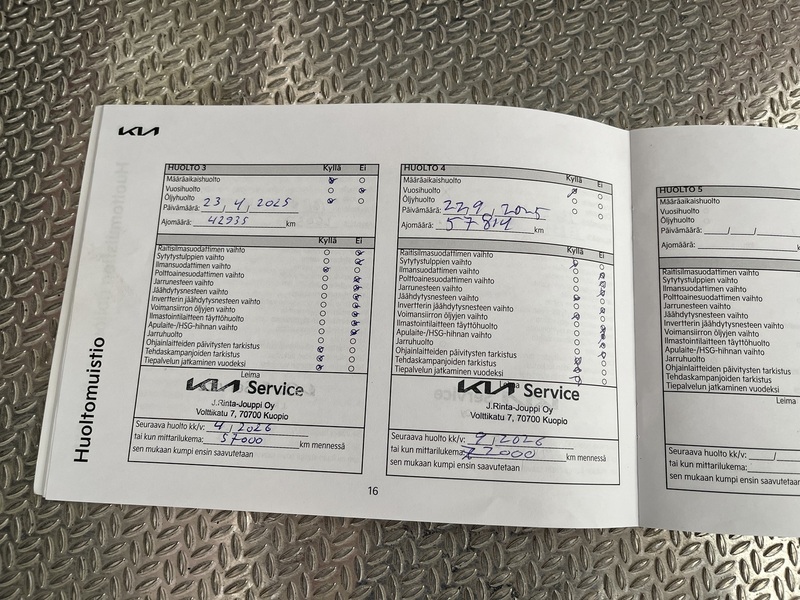 KIA
Huoltomuistio
HUOLTO 3 Kyllä Ei
Määräaikaishuolto
Vuosihuolto
Öljyhuolto
Päivämäärä: 23, 4, 2025
Ajomäärä: 42935 km
Kyllä Ei
Raitisilmasuodattimen vaihto
Sytytystulppien vaihto
Ilmansuodattimen vaihto
Polttoainesuodattimen vaihto
Jarrunesteen vaihto
Jäähdytysnesteen vaihto
Invertterin jäähdytysnesteen vaihto
Voimansiirron öljyjen vaihto
Ilmastointilaitteen täyttöhuolto
Apulaite-/HSG-hihnan vaihto
Jarruhuolto
Ohjainlaitteiden päivitysten tarkistus
Tehdaskampanjoiden tarkistus
Tiepalvelun jatkaminen vuodeksi
Leima
KIA Service
J.Rinta-Jouppi Oy
Volttikatu 7, 70700 Kuopio
Seuraava huolto kk/v: 4, 2026
tai kun mittarilukema: 57000 km mennessä
sen mukaan kumpi ensin saavutetaan
HUOLTO 4 Kyllä Ei
Määräaikaishuolto
Vuosihuolto
Öljyhuolto
Päivämäärä: 22, 9, 2025
Ajomäärä: 57814 km
Kyllä Ei
Raitisilmasuodattimen vaihto
Sytytystulppien vaihto
Ilmansuodattimen vaihto
Polttoainesuodattimen vaihto
Jarrunesteen vaihto
Jäähdytysnesteen vaihto
Invertterin jäähdytysnesteen vaihto
Voimansiirron öljyjen vaihto
Ilmastointilaitteen täyttöhuolto
Apulaite-/HSG-hihnan vaihto
Jarruhuolto
Ohjainlaitteiden päivitysten tarkistus
Tehdaskampanjoiden tarkistus
Tiepalvelun jatkaminen vuodeksi
KIA Service
J.Rinta-Jouppi Oy
Volttikatu 7, 70700 Kuopio
Seuraava huolto kk/v: 9, 2026
tai kun mittarilukema: 72000 km mennessä
sen mukaan kumpi ensin saavutetaan
16
HUOLTO 5
Määräaikaishuolto
Vuosihuolto
Öljyhuolto
Päivämäärä: / /
Ajomäärä:
Raitisilmasuodattimen vaihto
Sytytystulppien vaihto
Ilmansuodattimen vaihto
Polttoainesuodattimen vaihto
Jarrunesteen vaihto
Jäähdytysnesteen vaihto
Invertterin jäähdytysnesteen vaihto
Voimansiirron öljyjen vaihto
Ilmastointilaitteen täyttöhuolto
Apulaite-/HSG-hihnan vaihto
Jarruhuolto
Ohjainlaitteiden päivitysten tarkistus
Tehdaskampanjoiden tarkistus
Tiepalvelun jatkaminen vuodeksi
Leima
Seuraava huolto kk/v: /
tai kun mittarilukema:
sen mukaan kumpi ensin saavutetaan